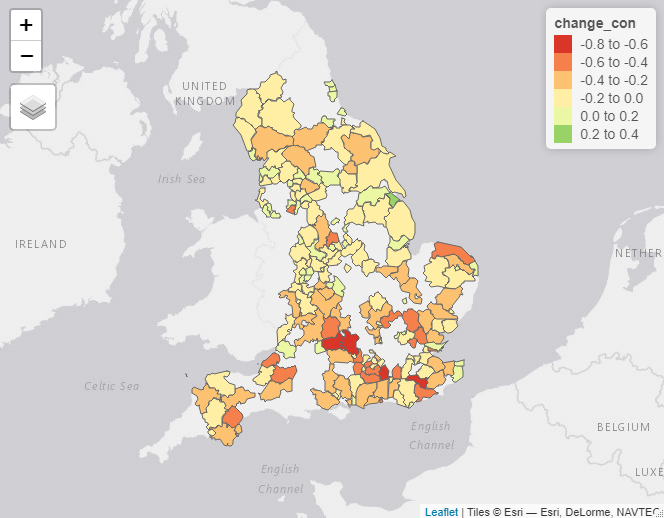 +
−
change_con
-0.8 to -0.6
-0.6 to -0.4
-0.4 to -0.2
-0.2 to 0.0
0.0 to 0.2
0.2 to 0.4
UNITED
KINGDOM
Irish Sea
IRELAND
NETHER
Celtic Sea
English
Channel
BELGIUM
English
Channel
LUXE
Leaflet | Tiles © Esri — Esri, DeLorme, NAVTEQ